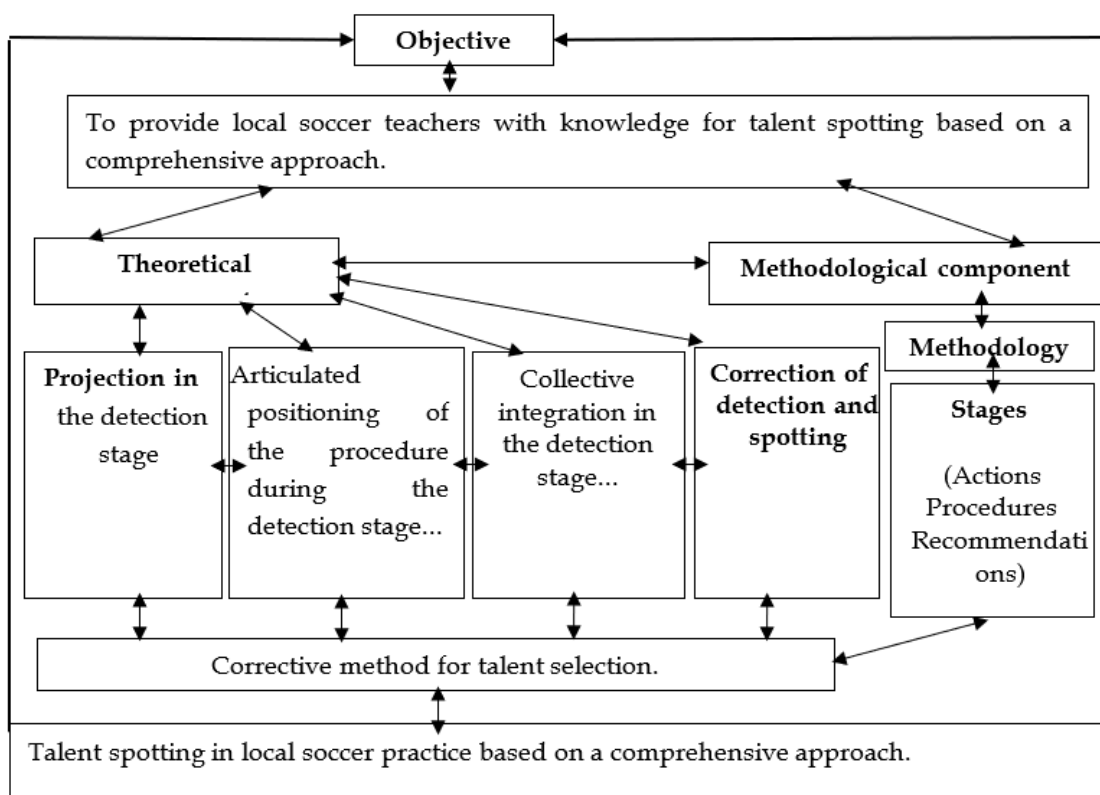 Objective
To provide local soccer teachers with knowledge for talent spotting based on a
comprehensive approach.
Theoretical
Methodological component
Methodology
Projection in
the detection
stage
Articulated
positioning of
the procedure
during the
detection stage...
Collective
integration in
the detection
stage...
Correction of
detection and
spotting
Stages
(Actions
Procedures
Recommendati
ons)
Corrective method for talent selection.
Talent spotting in local soccer practice based on a comprehensive approach.